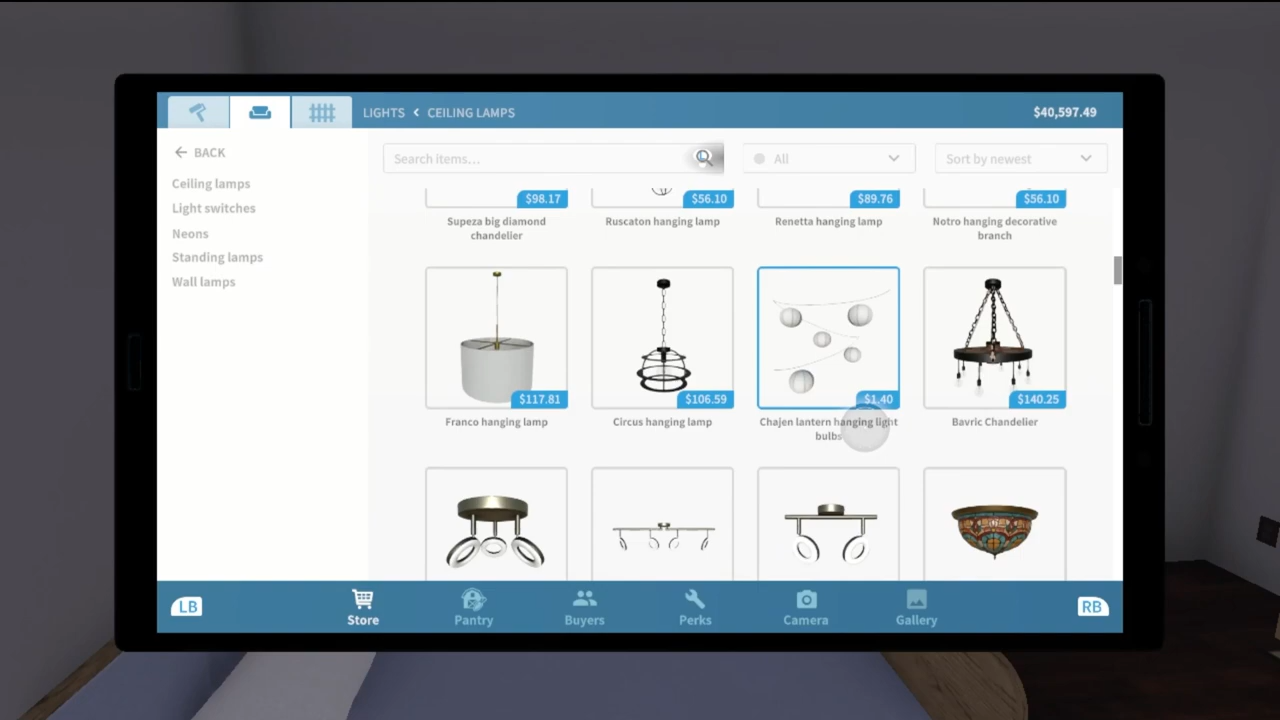 LIGHTS < CEILING LAMPS
$40,597.49
BACK
Search items...
All
Sort by newest
Ceiling lamps
Light switches
Neons
Standing lamps
Wall lamps
$98.17
$56.10
$89.76
$56.10
Supeza big diamond
chandelier
Ruscaton hanging lamp
Renetta hanging lamp
Notro hanging decorative
branch
$117.81
$106.59
$1.40
$140.25
Franco hanging lamp
Circus hanging lamp
Chajen lantern hanging light
bulbs
Bavric Chandelier
LB
Store
Pantry
Buyers
Perks
Camera
Gallery
RB